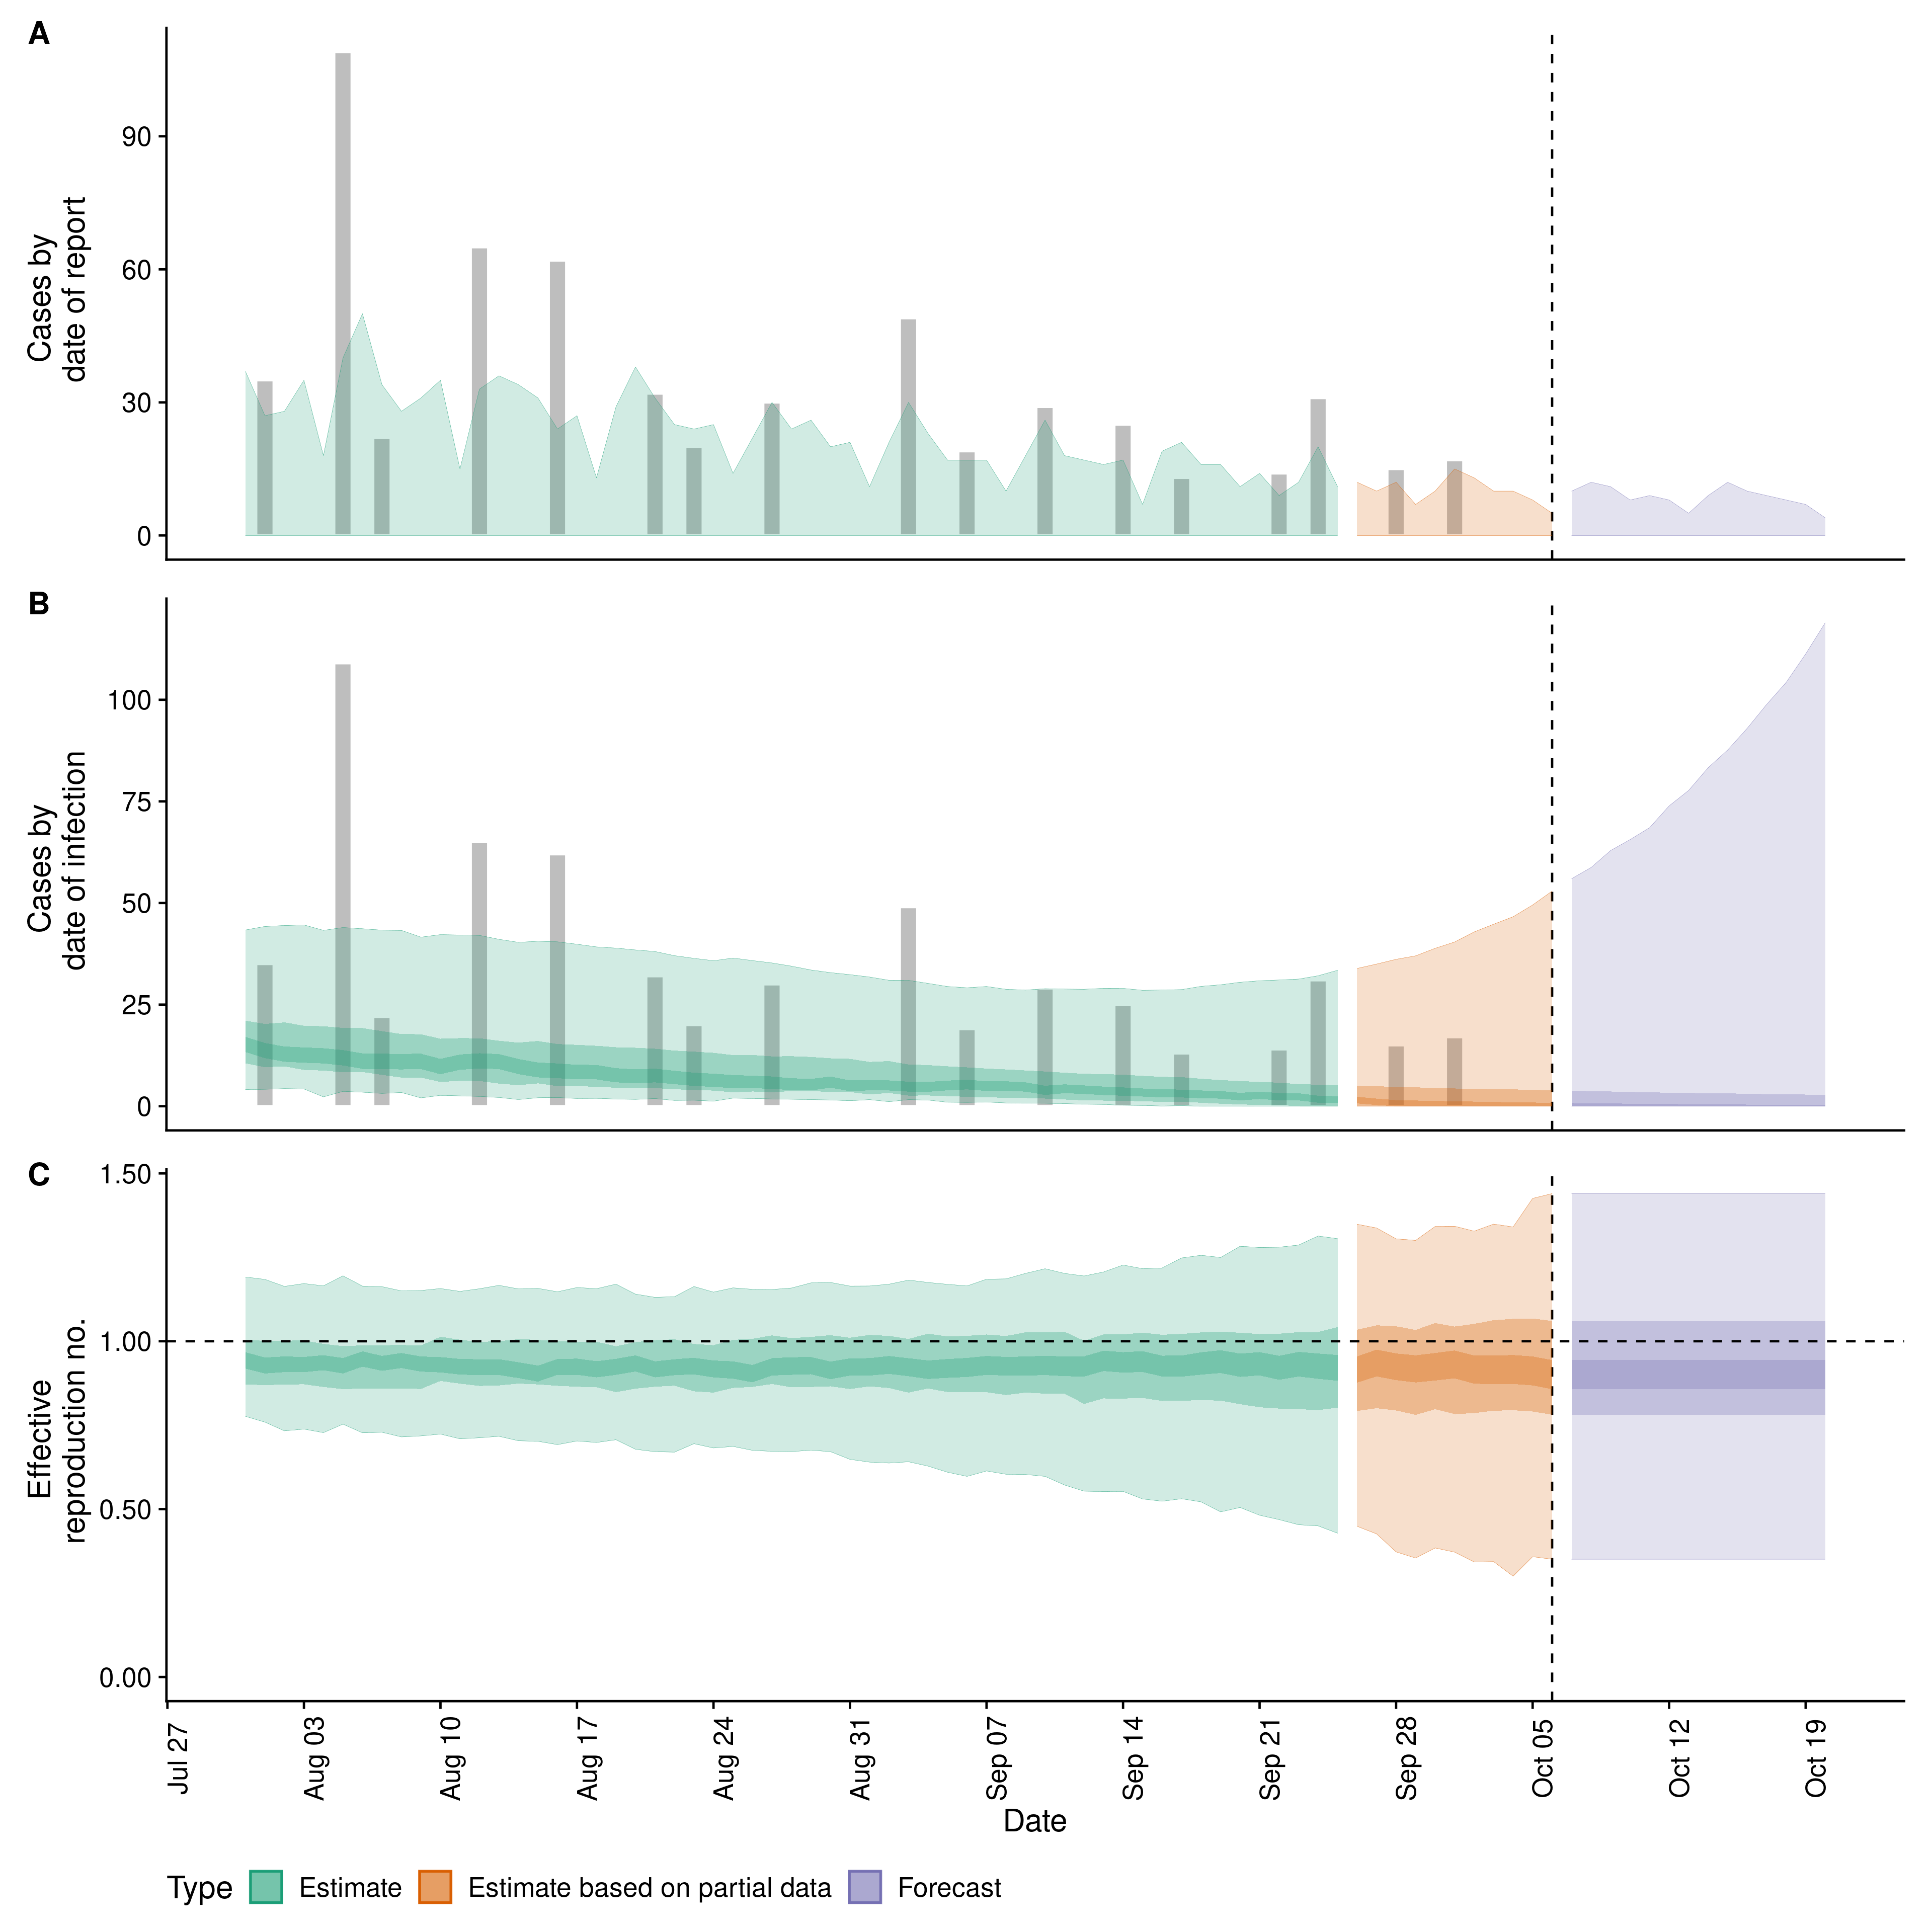 A
Cases by
date of report
90
60
30
0
B
Cases by
date of infection
100
75
50
25
0
C
Effective
reproduction no.
1.50
1.00
0.50
0.00
Jul 27
Aug 03
Aug 10
Aug 17
Aug 24
Aug 31
Sep 07
Sep 14
Sep 21
Sep 28
Oct 05
Oct 12
Oct 19
Date
Type
Estimate
Estimate based on partial data
Forecast